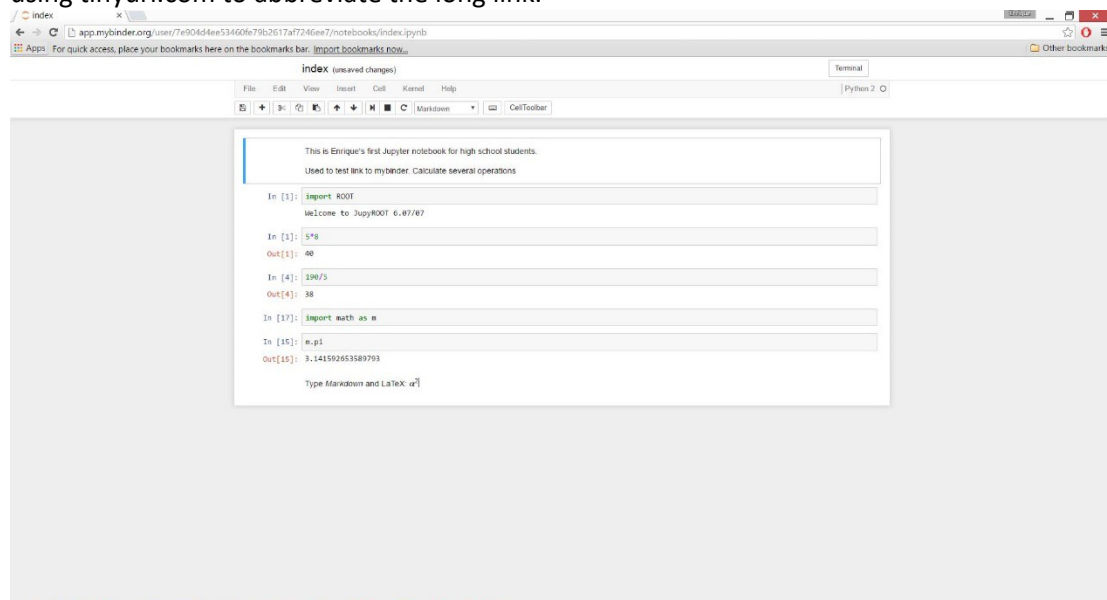 using tinyurl.com to abbreviate the long link.
index
app.mybinder.org/user/7e904d4ee53460fe79b2617af7246ee7/notebooks/index.ipynb
Apps For quick access, place your bookmarks here on the bookmarks bar. Import bookmarks now... Other bookmarks
index (unsaved changes) Terminal
File Edit View Insert Cell Kernel Help Python 2
Markdown CellToolbar
This is Enrique's first Jupyter notebook for high school students.
Used to test link to mybinder. Calculate several operations
In [1]: import ROOT
Welcome to JupyROOT 6.07/07
In [1]: 5*8
Out[1]: 40
In [4]: 190/5
Out[4]: 38
In [17]: import math as m
In [15]: m.pi
Out[15]: 3.141592653589793
Type Markdown and LaTeX: α²